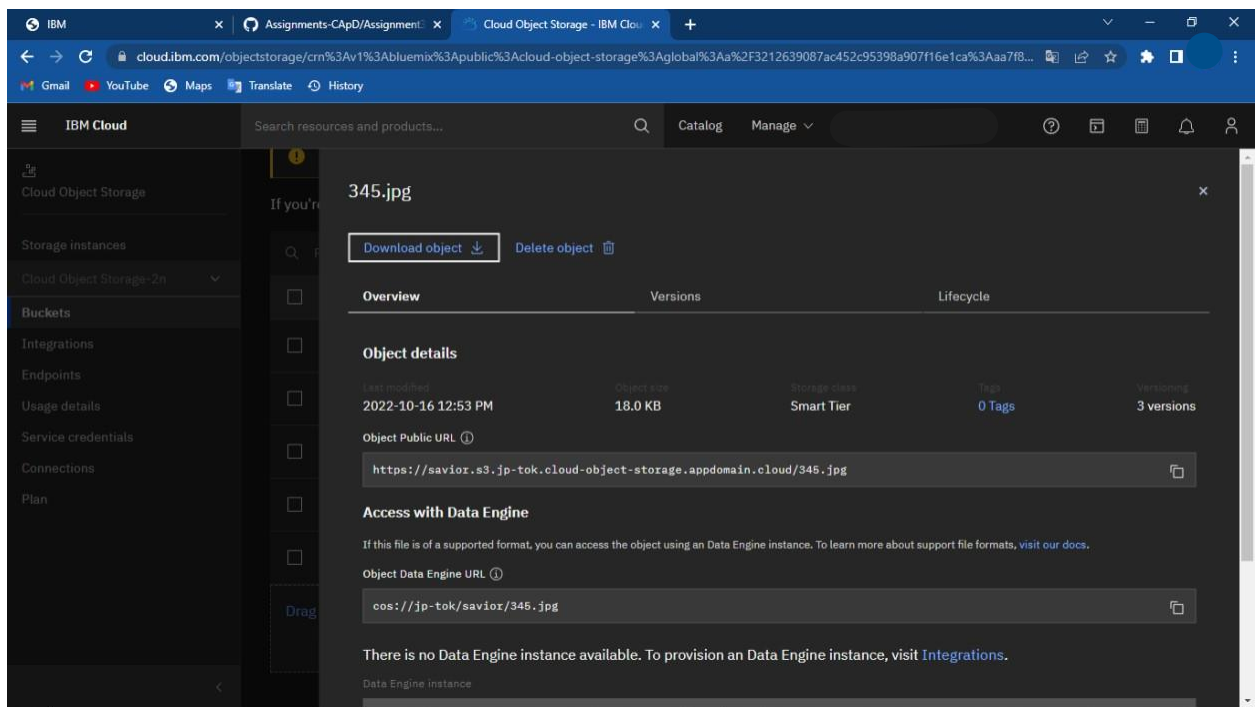 IBM
Assignments-CApD/Assignment
Cloud Object Storage - IBM Clou
cloud.ibm.com/objectstorage/crn%3Av1%3Abluemix%3Apublic%3Acloud-object-storage%3Aglobal%3Aa%2F3212639087ac452c95398a907f16e1ca%3Aaa7f8...
Gmail YouTube Maps Translate History
IBM Cloud Search resources and products... Catalog Manage
Cloud Object Storage
Storage instances
Cloud Object Storage-2n
Buckets
Integrations
Endpoints
Usage details
Service credentials
Connections
Plan
If you're
Drag
345.jpg
Download object Delete object
Overview Versions Lifecycle
Object details
Last modified Object size Storage class Tags Versioning
2022-10-16 12:53 PM 18.0 KB Smart Tier 0 Tags 3 versions
Object Public URL
https://savior.s3.jp-tok.cloud-object-storage.appdomain.cloud/345.jpg
Access with Data Engine
If this file is of a supported format, you can access the object using an Data Engine instance. To learn more about support file formats, visit our docs.
Object Data Engine URL
cos://jp-tok/savior/345.jpg
There is no Data Engine instance available. To provision an Data Engine instance, visit Integrations.
Data Engine instance